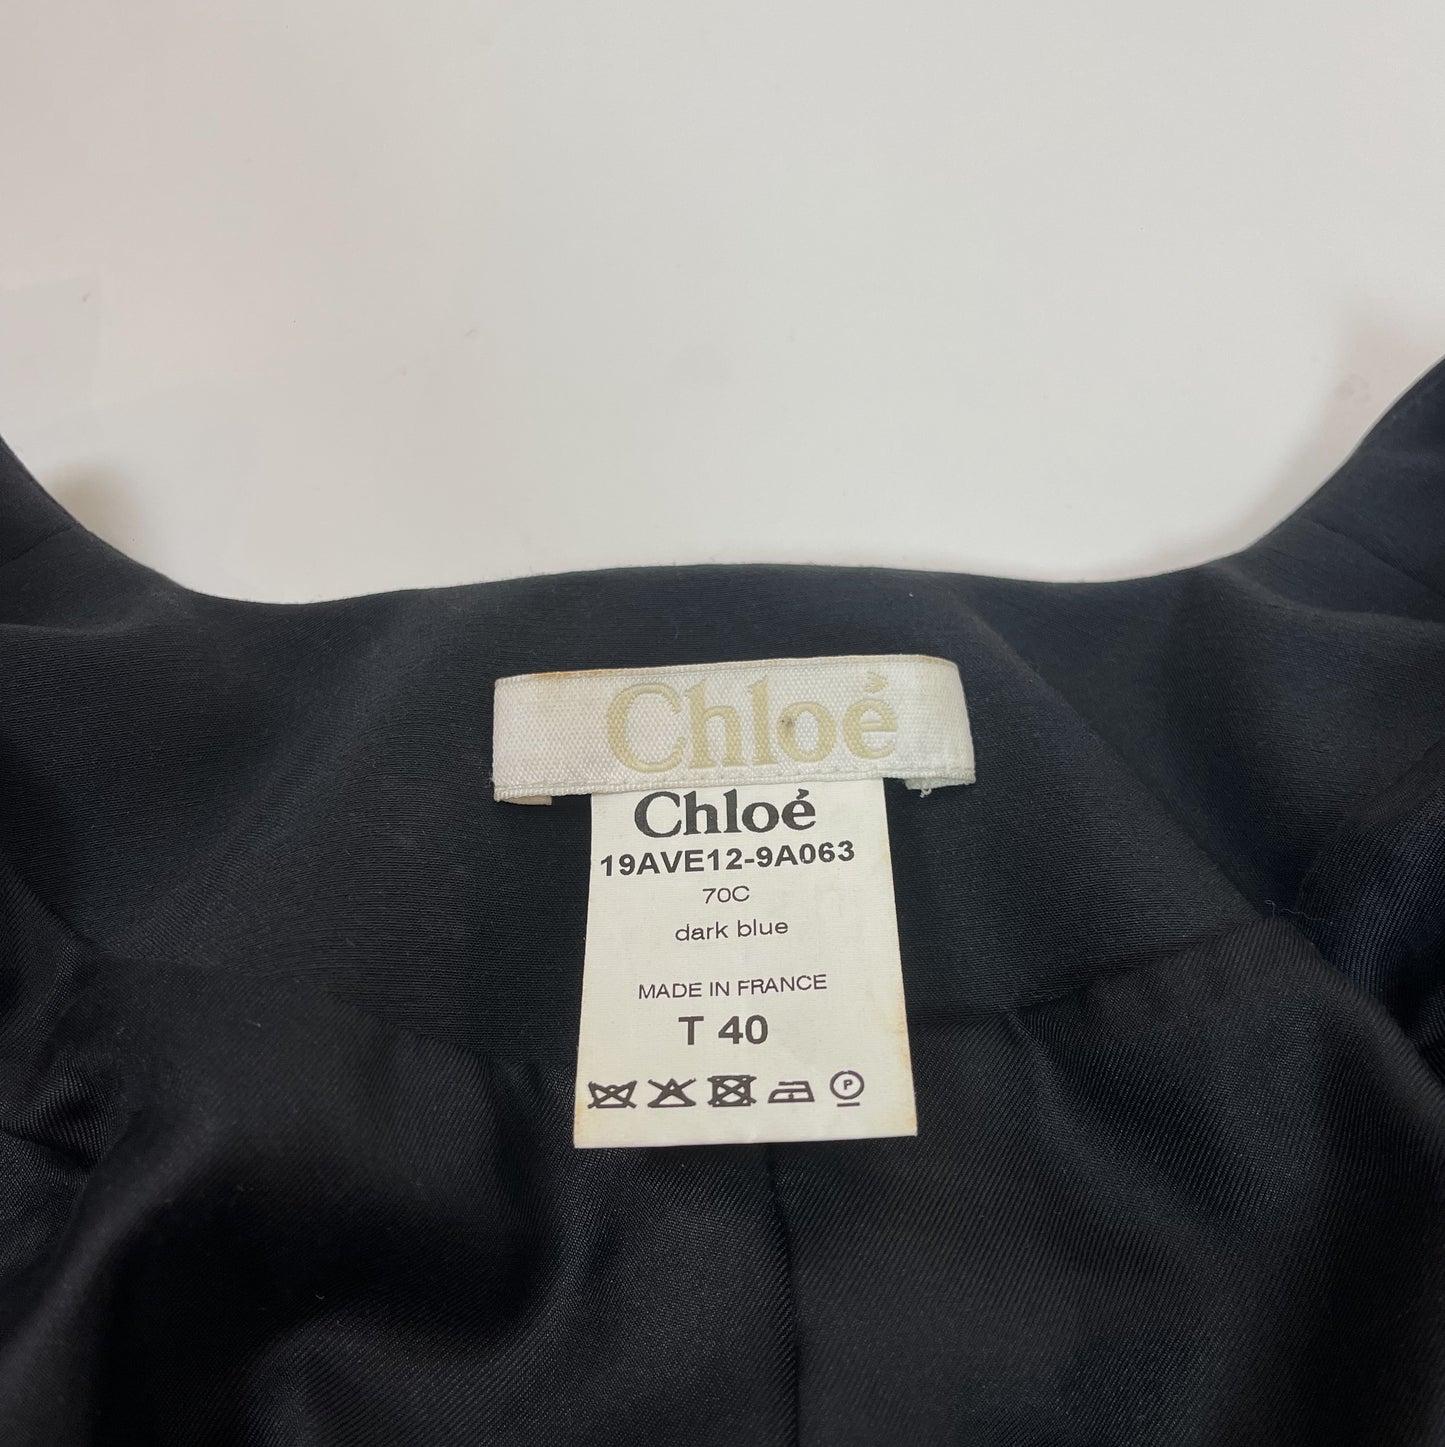 Chloé
Chloé
19AVE12-9A063
70C
dark blue
MADE IN FRANCE
T 40
P